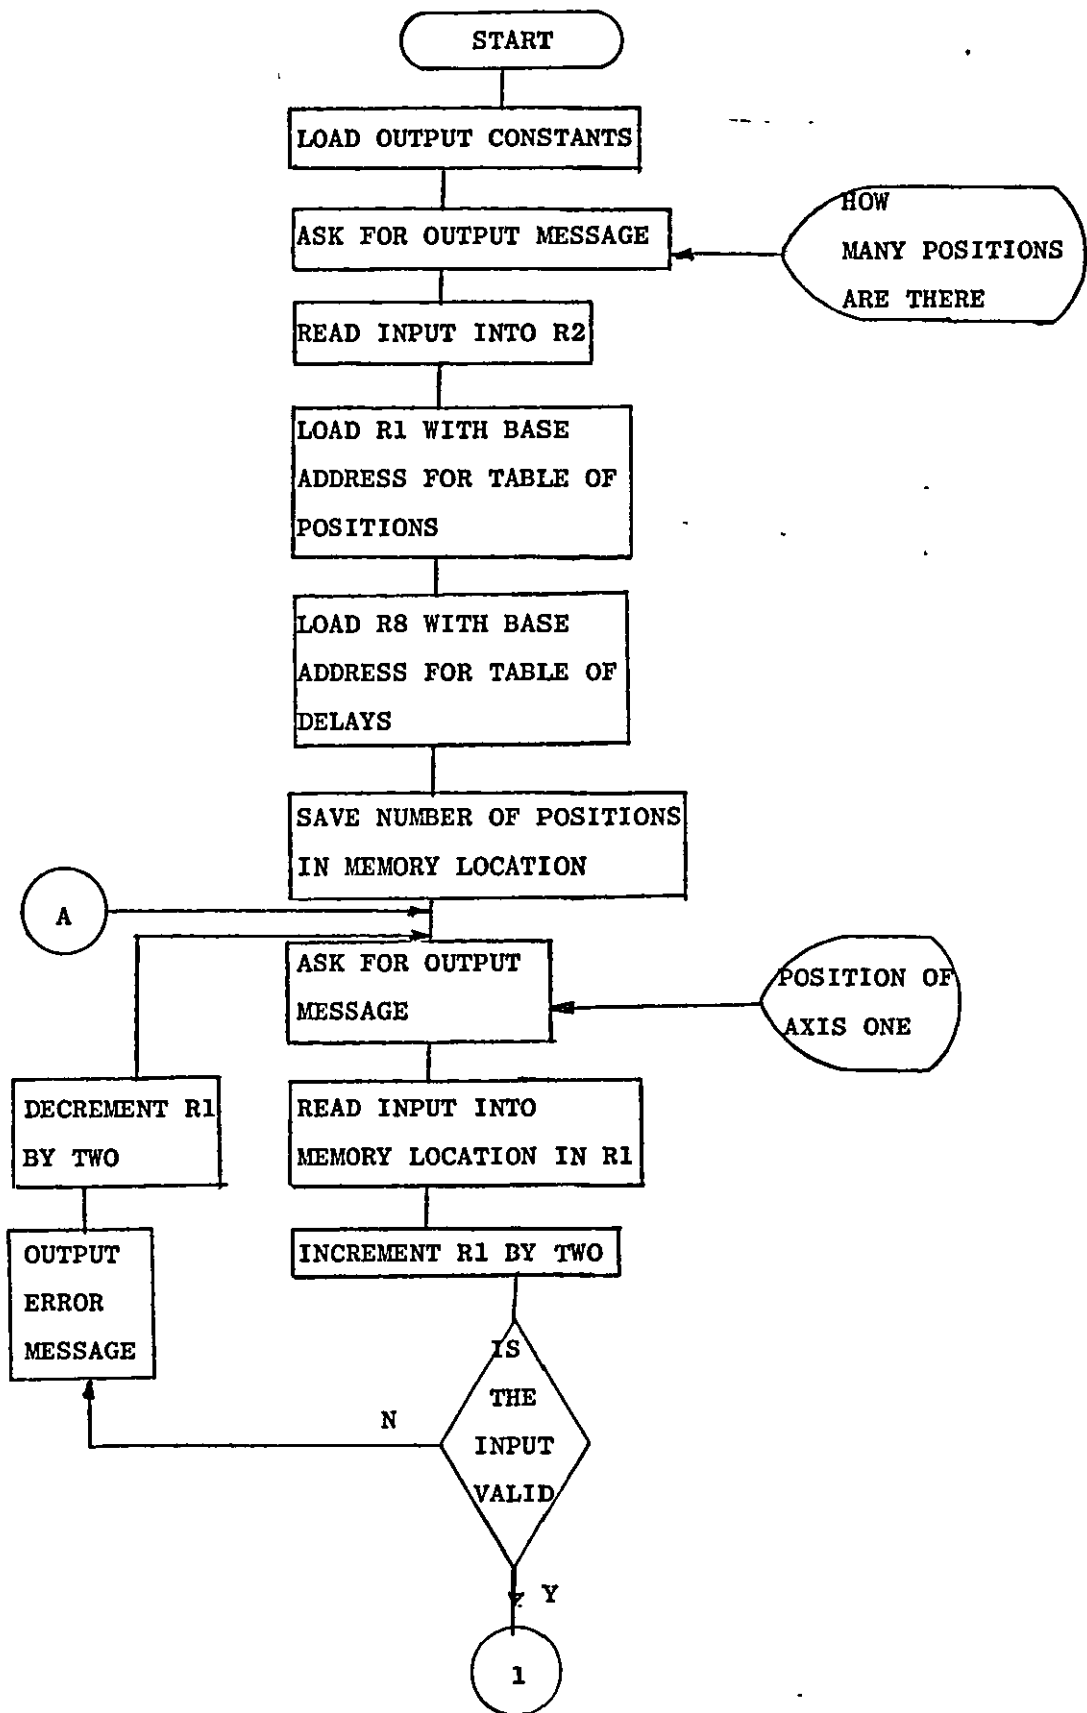 START
LOAD OUTPUT CONSTANTS
ASK FOR OUTPUT MESSAGE
HOW
MANY POSITIONS
ARE THERE
READ INPUT INTO R2
LOAD R1 WITH BASE
ADDRESS FOR TABLE OF
POSITIONS
LOAD R8 WITH BASE
ADDRESS FOR TABLE OF
DELAYS
SAVE NUMBER OF POSITIONS
IN MEMORY LOCATION
A
ASK FOR OUTPUT
MESSAGE
POSITION OF
AXIS ONE
DECREMENT R1
BY TWO
READ INPUT INTO
MEMORY LOCATION IN R1
OUTPUT
ERROR
MESSAGE
INCREMENT R1 BY TWO
IS
THE
INPUT
VALID
N
Y
1